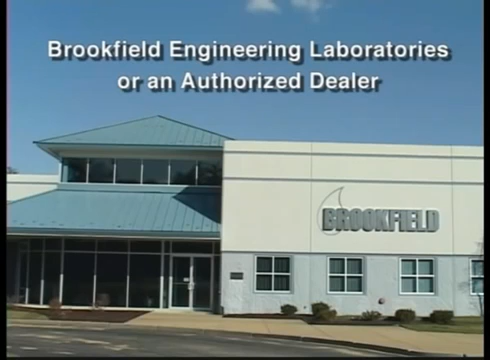 Brookfield Engineering Laboratories
or an Authorized Dealer
BROOKFIELD